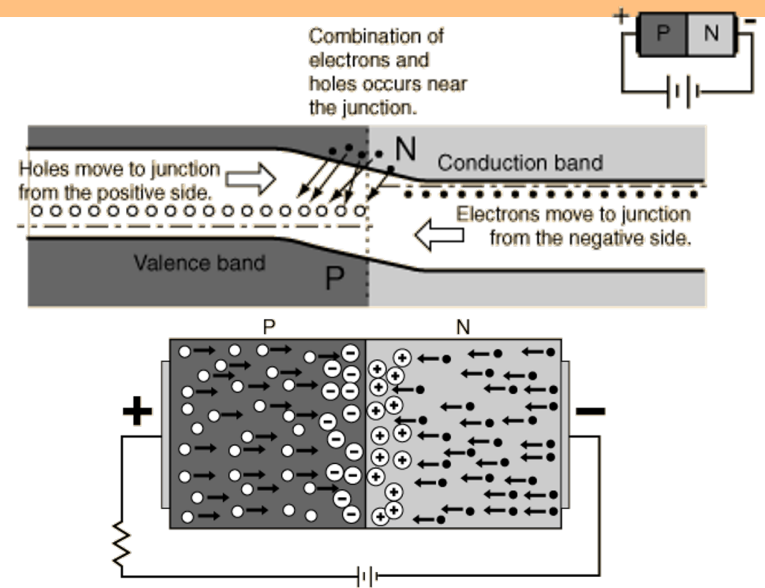 Combination of
electrons and
holes occurs near
the junction.
+
P
N
-
N
Conduction band
Holes move to junction
from the positive side.
Electrons move to junction
from the negative side.
Valence band
P
P
N
+
-